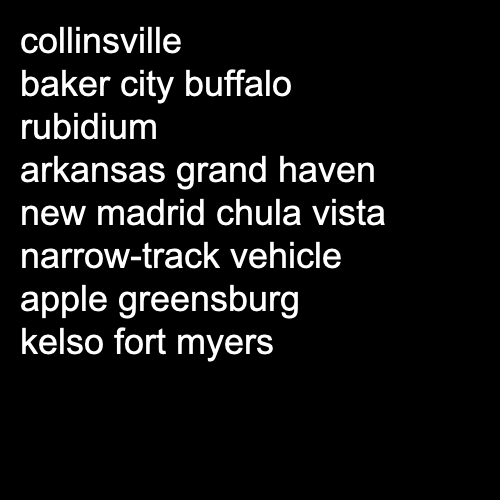 collinsville
baker city buffalo
rubidium
arkansas grand haven
new madrid chula vista
narrow-track vehicle
apple greensburg
kelso fort myers